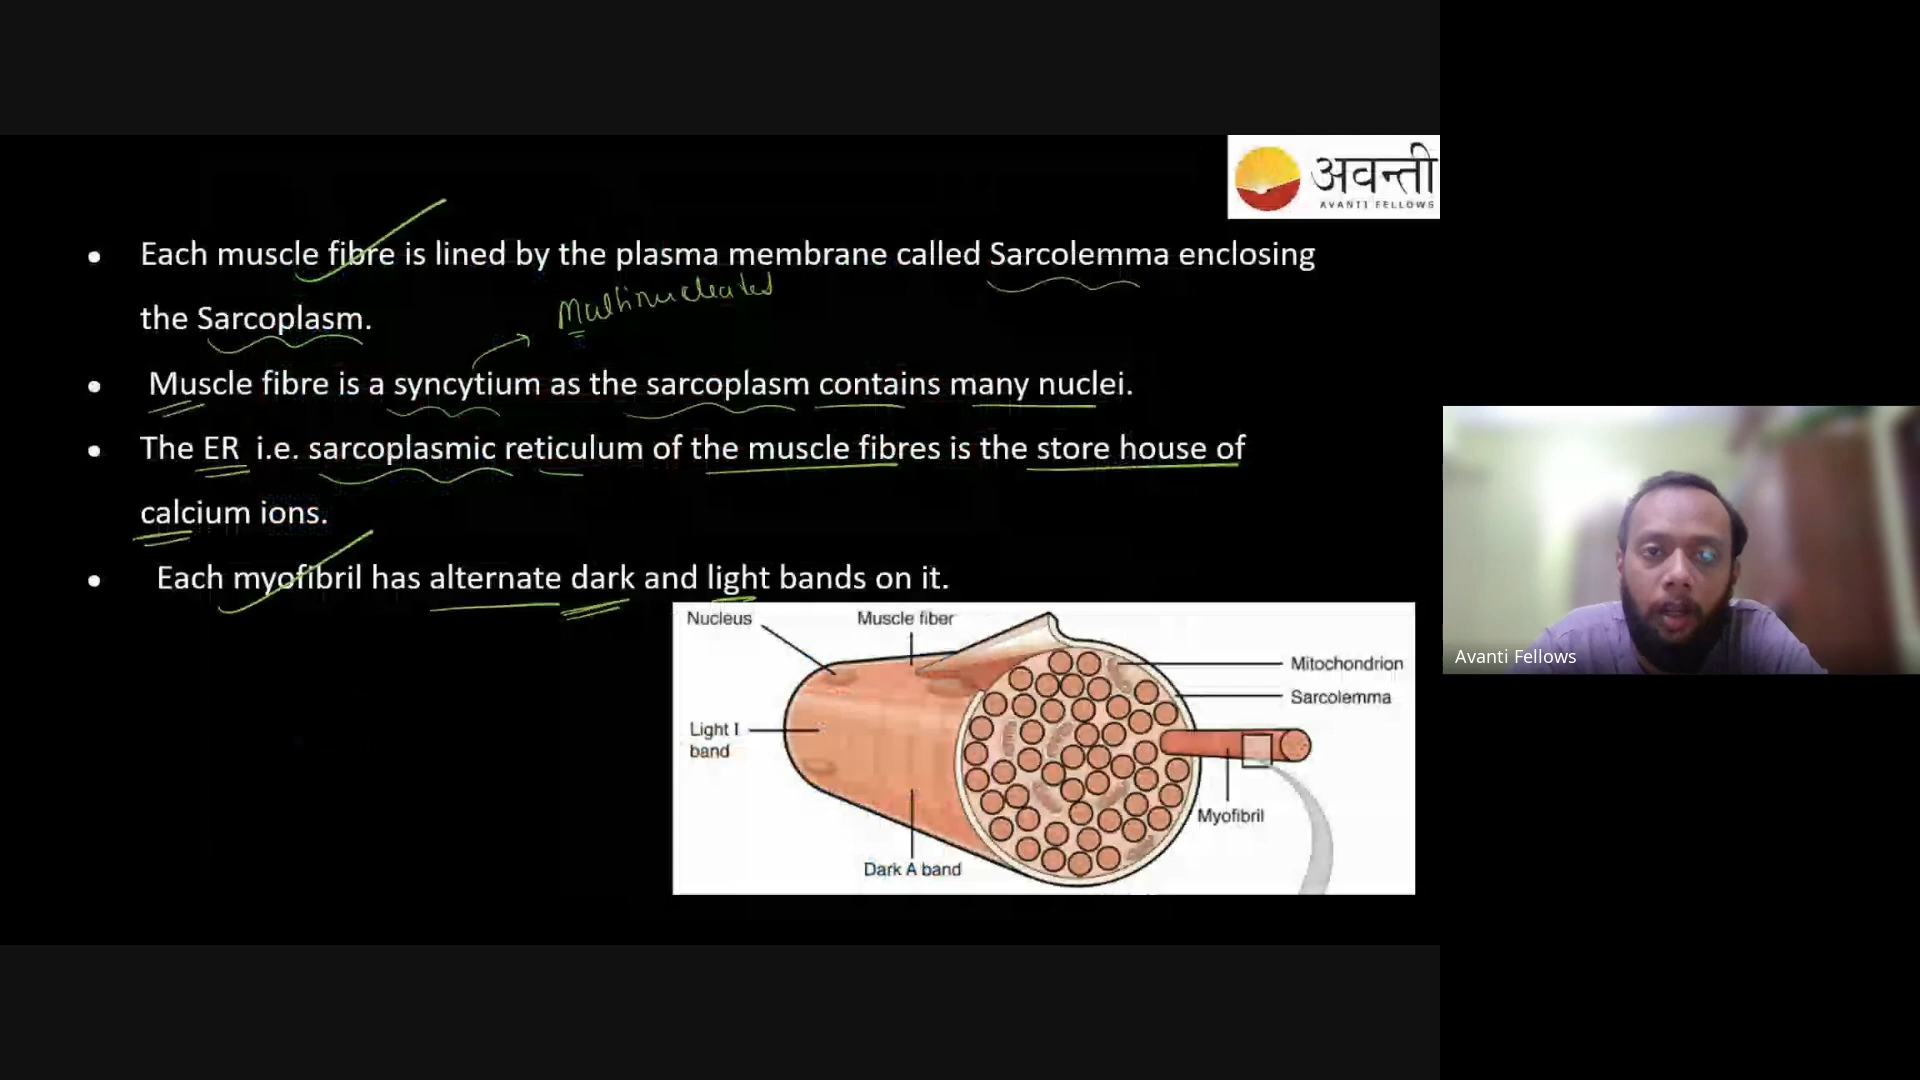 अवन्ती
AVANTI FELLOWS
• Each muscle fibre is lined by the plasma membrane called Sarcolemma enclosing
the Sarcoplasm.
Multinucleated
• Muscle fibre is a syncytium as the sarcoplasm contains many nuclei.
• The ER i.e. sarcoplasmic reticulum of the muscle fibres is the store house of
calcium ions.
• Each myofibril has alternate dark and light bands on it.
Nucleus
Muscle fiber
Mitochondrion
Sarcolemma
Light I
band
Myofibril
Dark A band
Avanti Fellows